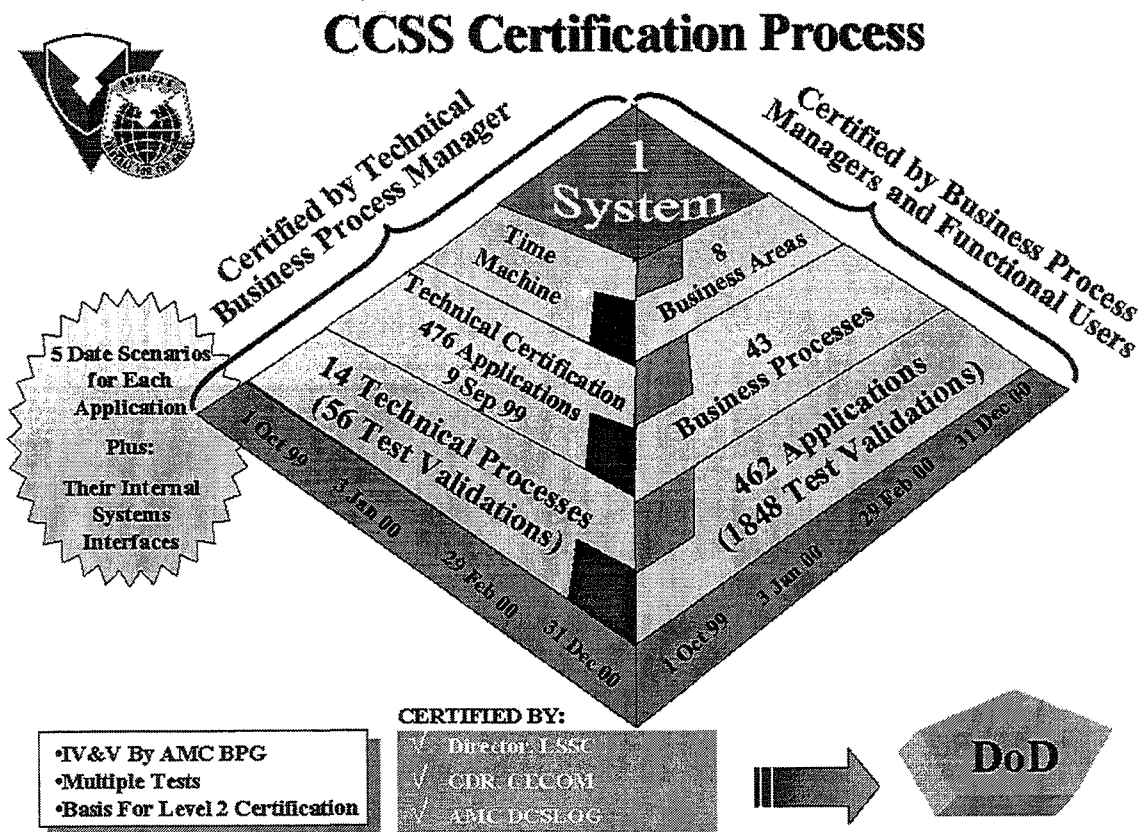 CCSS Certification Process
AMERICA'S
Certified by Technical
Business Process Manager
Certified by Business Process
Managers and Functional Users
1
System
Time
Machine
8
Business Areas
Technical Certification
476 Applications
9 Sep 99
43
Business Processes
14 Technical Processes
(56 Test Validations)
462 Applications
(1848 Test Validations)
1 Oct 99
3 Jan 00
29 Feb 00
31 Dec 00
1 Oct 99
3 Jan 00
29 Feb 00
31 Dec 00
5 Date Scenarios
for Each
Application
Plus:
Their Internal
Systems
Interfaces
•IV&V By AMC BPG
•Multiple Tests
•Basis For Level 2 Certification
CERTIFIED BY:
√ Director, LSSC
√ CDR, CECOM
√ AMC DCSLOG
DoD